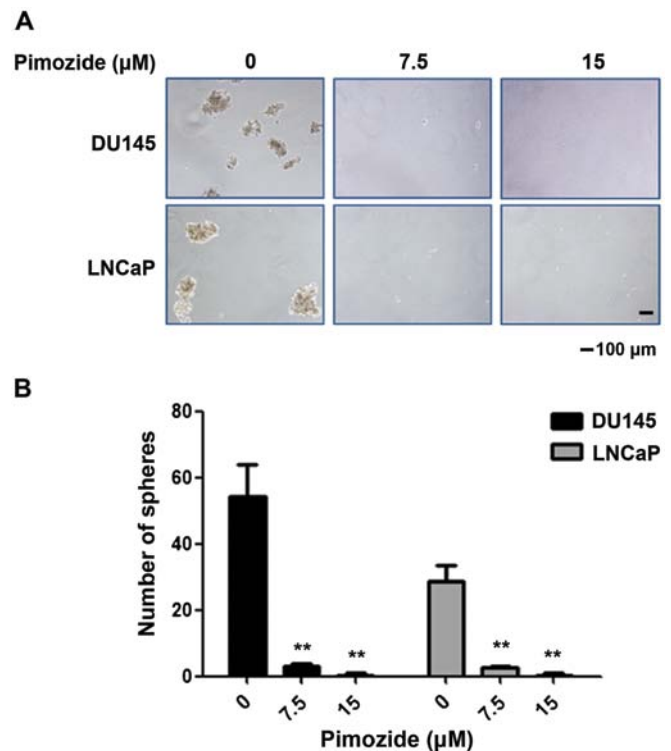 A
Pimozide (µM) 0 7.5 15
DU145
LNCaP
100 µm
B
Number of spheres
80
60
40
20
0
DU145
LNCaP
** ** ** **
0 7.5 15 0 7.5 15
Pimozide (µM)